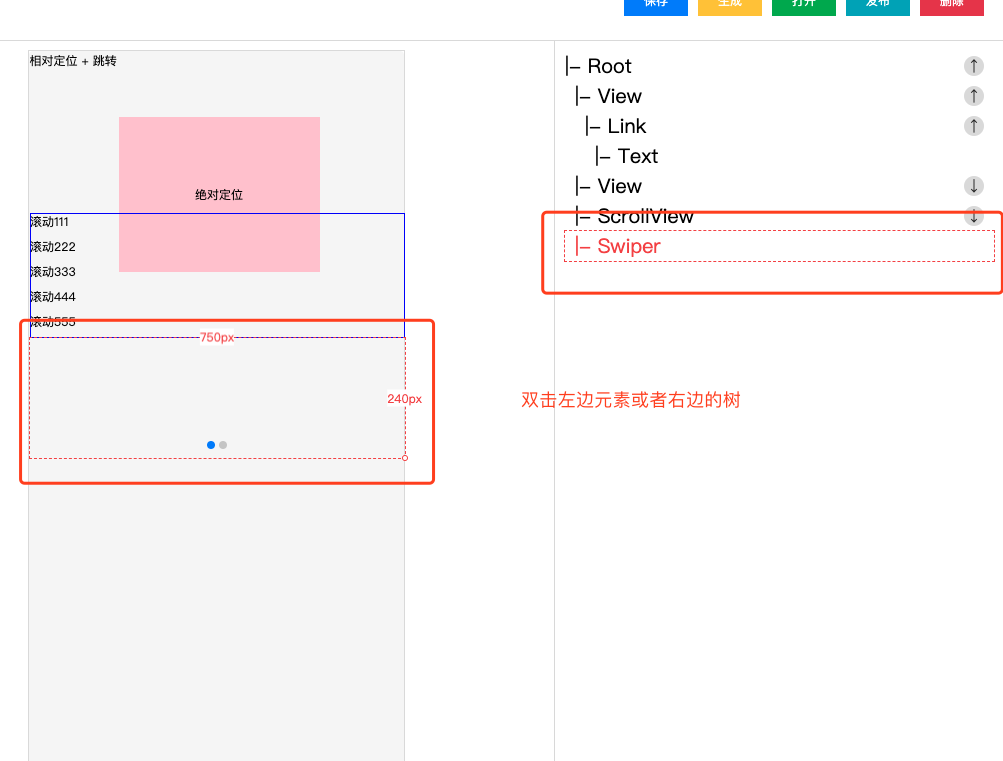 保存 生成 打开 发布 删除
相对定位 + 跳转
绝对定位
滚动111
滚动222
滚动333
滚动444
滚动555
750px
240px
|– Root ↑
|– View ↑
|– Link ↑
|– Text
|– View ↓
|– ScrollView ↓
|– Swiper
双击左边元素或者右边的树